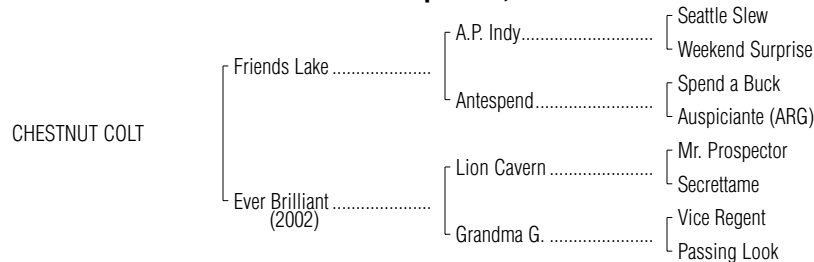 Seattle Slew
A.P. Indy
Weekend Surprise
Friends Lake
Spend a Buck
Antespend
Auspiciante (ARG)
CHESTNUT COLT
Mr. Prospector
Lion Cavern
Secrettame
Ever Brilliant
(2002)
Vice Regent
Grandma G.
Passing Look